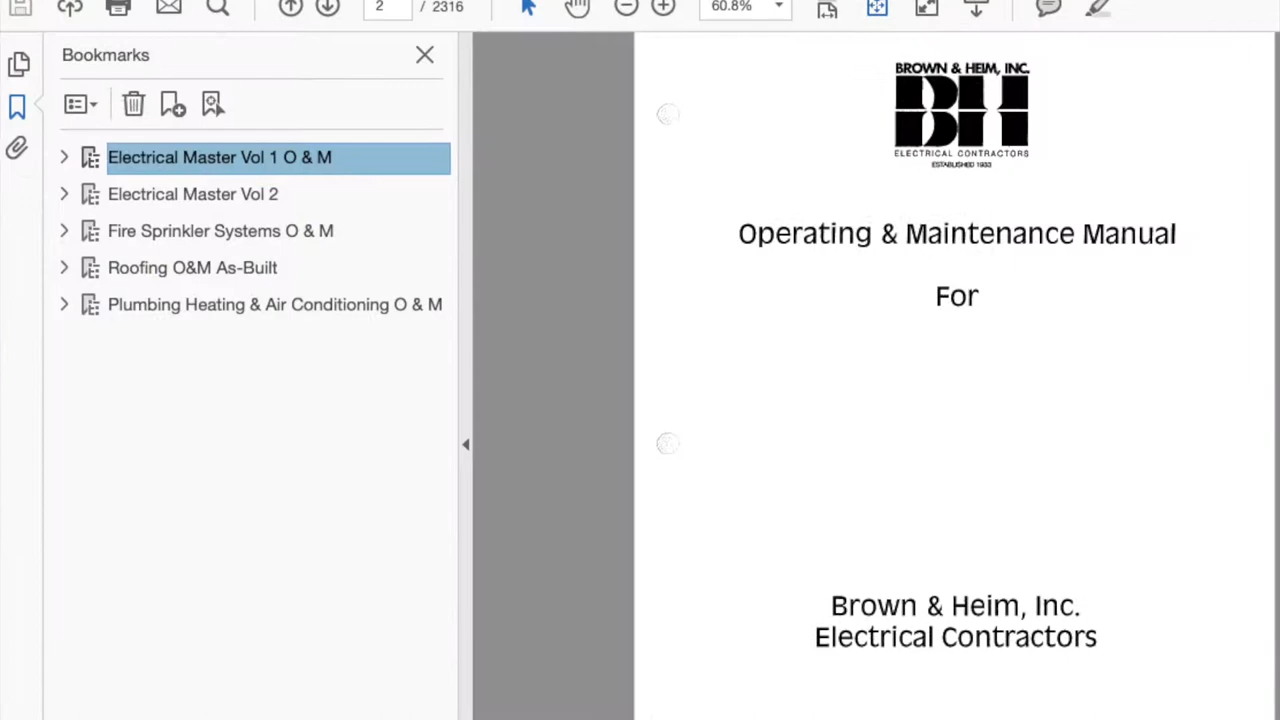 2 / 2316
60.8%
Bookmarks
Electrical Master Vol 1 O & M
Electrical Master Vol 2
Fire Sprinkler Systems O & M
Roofing O&M As-Built
Plumbing Heating & Air Conditioning O & M
BROWN & HEIM, INC.
BH
ELECTRICAL CONTRACTORS
ESTABLISHED 1933
Operating & Maintenance Manual
For
Brown & Heim, Inc.
Electrical Contractors